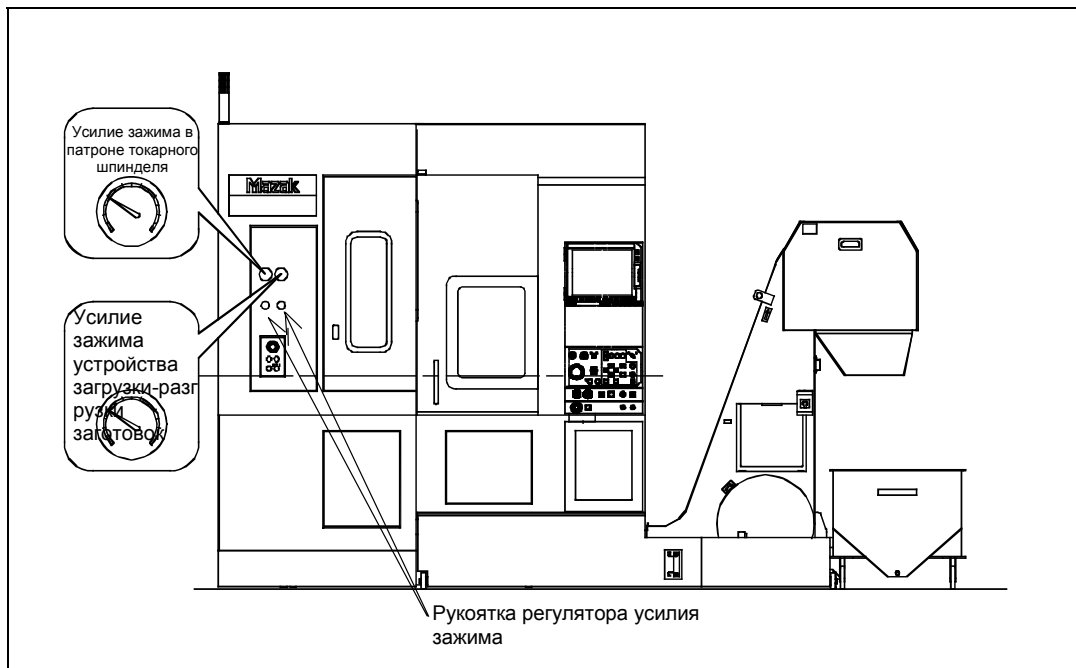 Усилие зажима в
патроне токарного
шпинделя
Mazak
Усилие
зажима
устройства
загрузки-разг
рузки
заготовок
Рукоятка регулятора усилия
зажима